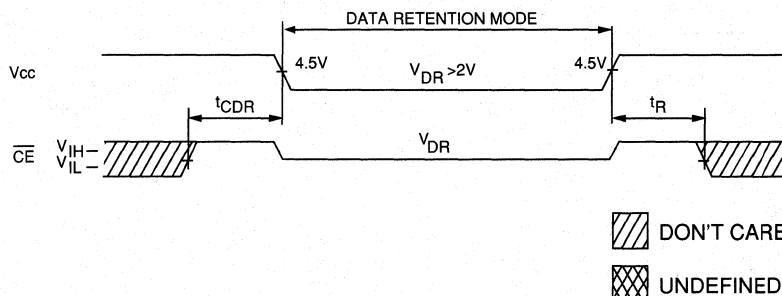 DATA RETENTION MODE
Vcc
4.5V
VDR >2V
4.5V
tCDR
tR
CE
VIH
VIL
VDR
DON'T CARE
UNDEFINED